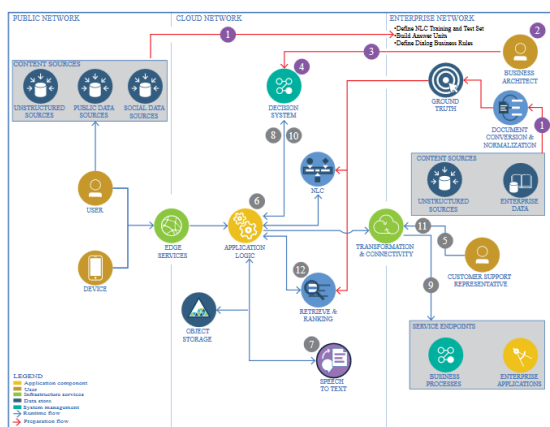 PUBLIC NETWORK
CLOUD NETWORK
ENTERPRISE NETWORK
•Define NLC Training and Test Set
•Build Answer Units
•Define Dialog Business Rules
1
3
2
BUSINESS
ARCHITECT
CONTENT SOURCES
UNSTRUCTURED
SOURCES
PUBLIC DATA
SOURCES
SOCIAL DATA
SOURCES
4
DECISION
SYSTEM
8
10
GROUND
TRUTH
DOCUMENT
CONVERSION &
NORMALIZATION
1
CONTENT SOURCES
UNSTRUCTURED
SOURCES
ENTERPRISE
DATA
USER
NLC
6
EDGE
SERVICES
APPLICATION
LOGIC
TRANSFORMATION
& CONNECTIVITY
11
5
CUSTOMER SUPPORT
REPRESENTATIVE
DEVICE
12
RETRIEVE &
RANKING
9
OBJECT
STORAGE
7
SPEECH
TO TEXT
SERVICE ENDPOINTS
BUSINESS
PROCESSES
ENTERPRISE
APPLICATIONS
LEGEND
Application component
User
Infrastructure services
Data store
System management
Runtime flow
Preparation flow